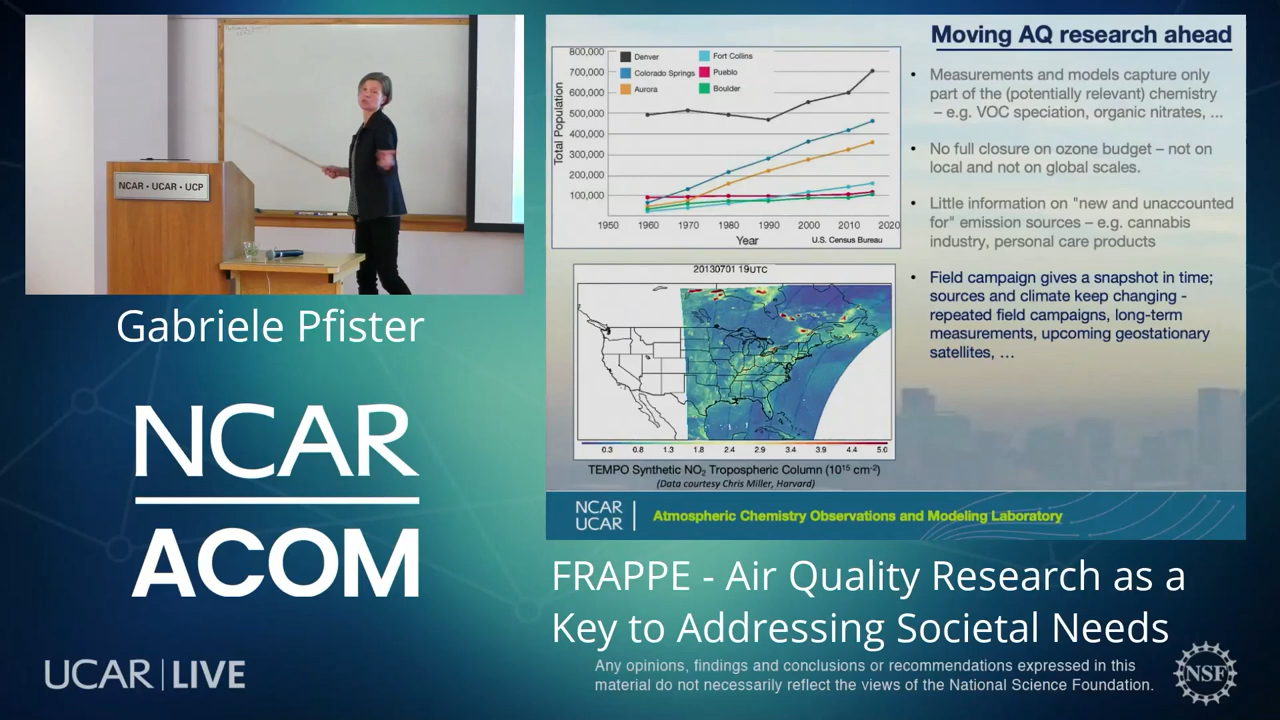 NCAR • UCAR • UCP
Gabriele Pfister
NCAR
ACOM
UCAR | LIVE
Moving AQ research ahead
800,000
700,000
600,000
500,000
400,000
300,000
200,000
100,000
Total Population
Denver
Colorado Springs
Aurora
Fort Collins
Pueblo
Boulder
1950 1960 1970 1980 1990 2000 2010 2020
Year
U.S. Census Bureau
• Measurements and models capture only
part of the (potentially relevant) chemistry
– e.g. VOC speciation, organic nitrates, ...
• No full closure on ozone budget – not on
local and not on global scales.
• Little information on "new and unaccounted
for" emission sources – e.g. cannabis
industry, personal care products
• Field campaign gives a snapshot in time;
sources and climate keep changing -
repeated field campaigns, long-term
measurements, upcoming geostationary
satellites, …
20130701 19UTC
0.3 0.8 1.3 1.8 2.4 2.9 3.4 3.9 4.4 5.0
TEMPO Synthetic NO₂ Tropospheric Column (10¹⁵ cm⁻²)
(Data courtesy Chris Miller, Harvard)
NCAR
UCAR
Atmospheric Chemistry Observations and Modeling Laboratory
FRAPPE - Air Quality Research as a
Key to Addressing Societal Needs
Any opinions, findings and conclusions or recommendations expressed in this
material do not necessarily reflect the views of the National Science Foundation.
NSF